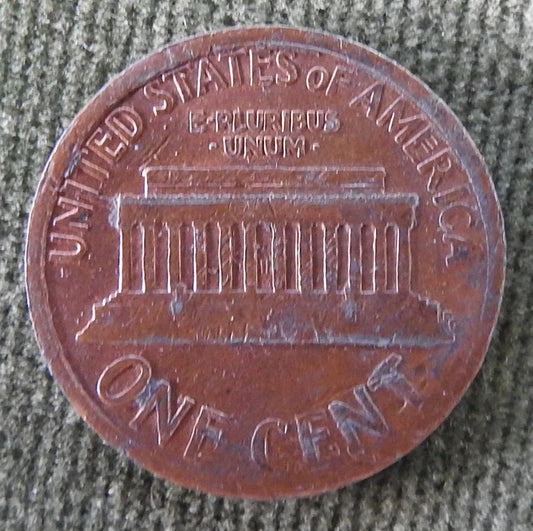 UNITED STATES OF AMERICA
E·PLURIBUS
·UNUM·
ONE CENT